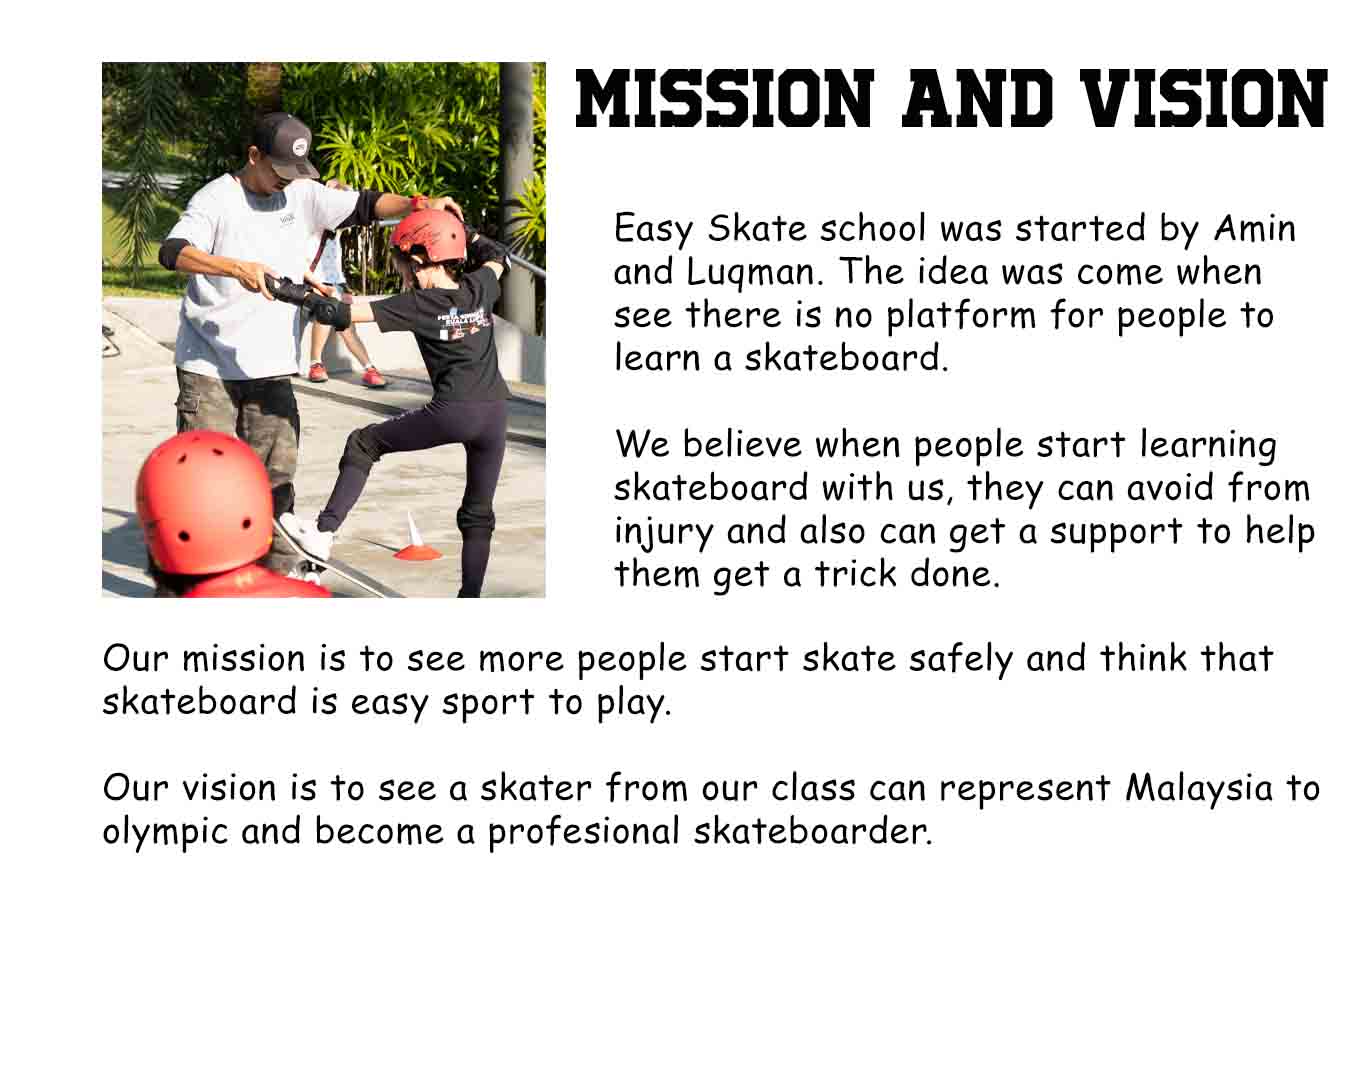 MISSION AND VISION
Easy Skate school was started by Amin
and Luqman. The idea was come when
see there is no platform for people to
learn a skateboard.
We believe when people start learning
skateboard with us, they can avoid from
injury and also can get a support to help
them get a trick done.
Our mission is to see more people start skate safely and think that
skateboard is easy sport to play.
Our vision is to see a skater from our class can represent Malaysia to
olympic and become a profesional skateboarder.